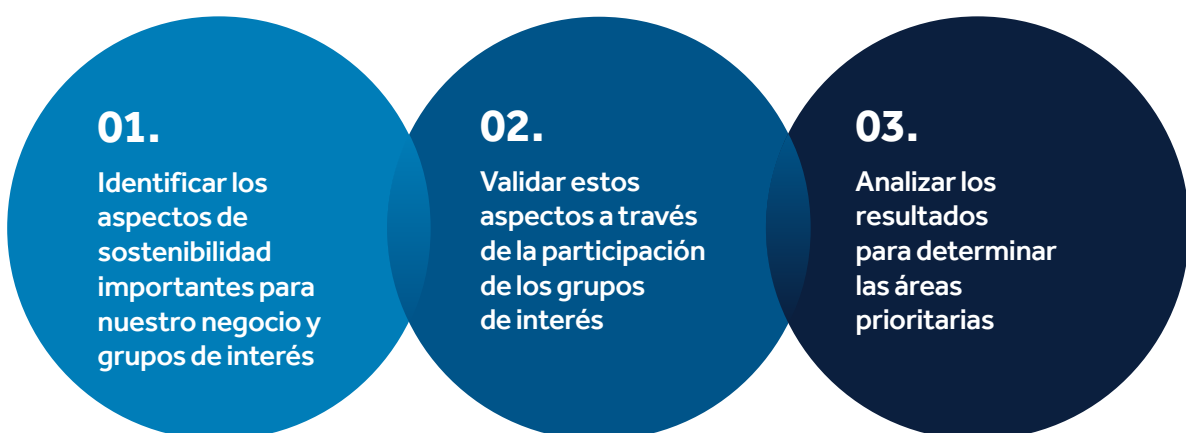 01.
Identificar los
aspectos de
sostenibilidad
importantes para
nuestro negocio y
grupos de interés
02.
Validar estos
aspectos a través
de la participación
de los grupos
de interés
03.
Analizar los
resultados
para determinar
las áreas
prioritarias